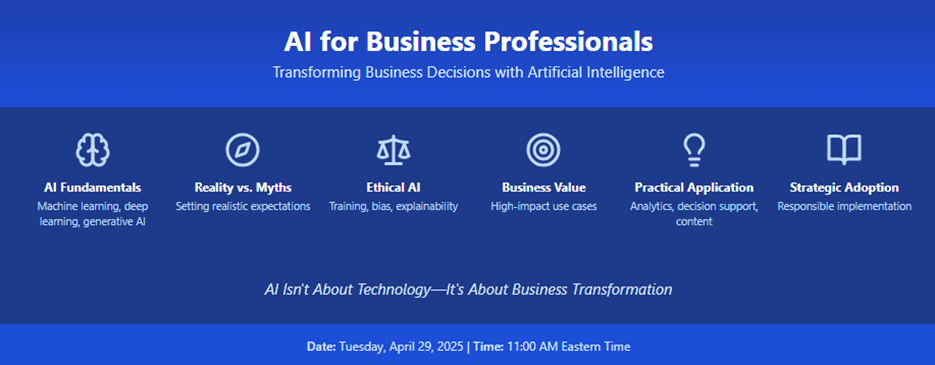 AI for Business Professionals
Transforming Business Decisions with Artificial Intelligence
AI Fundamentals
Machine learning, deep
learning, generative AI
Reality vs. Myths
Setting realistic expectations
Ethical AI
Training, bias, explainability
Business Value
High-impact use cases
Practical Application
Analytics, decision support,
content
Strategic Adoption
Responsible implementation
AI Isn't About Technology—It's About Business Transformation
Date: Tuesday, April 29, 2025 | Time: 11:00 AM Eastern Time